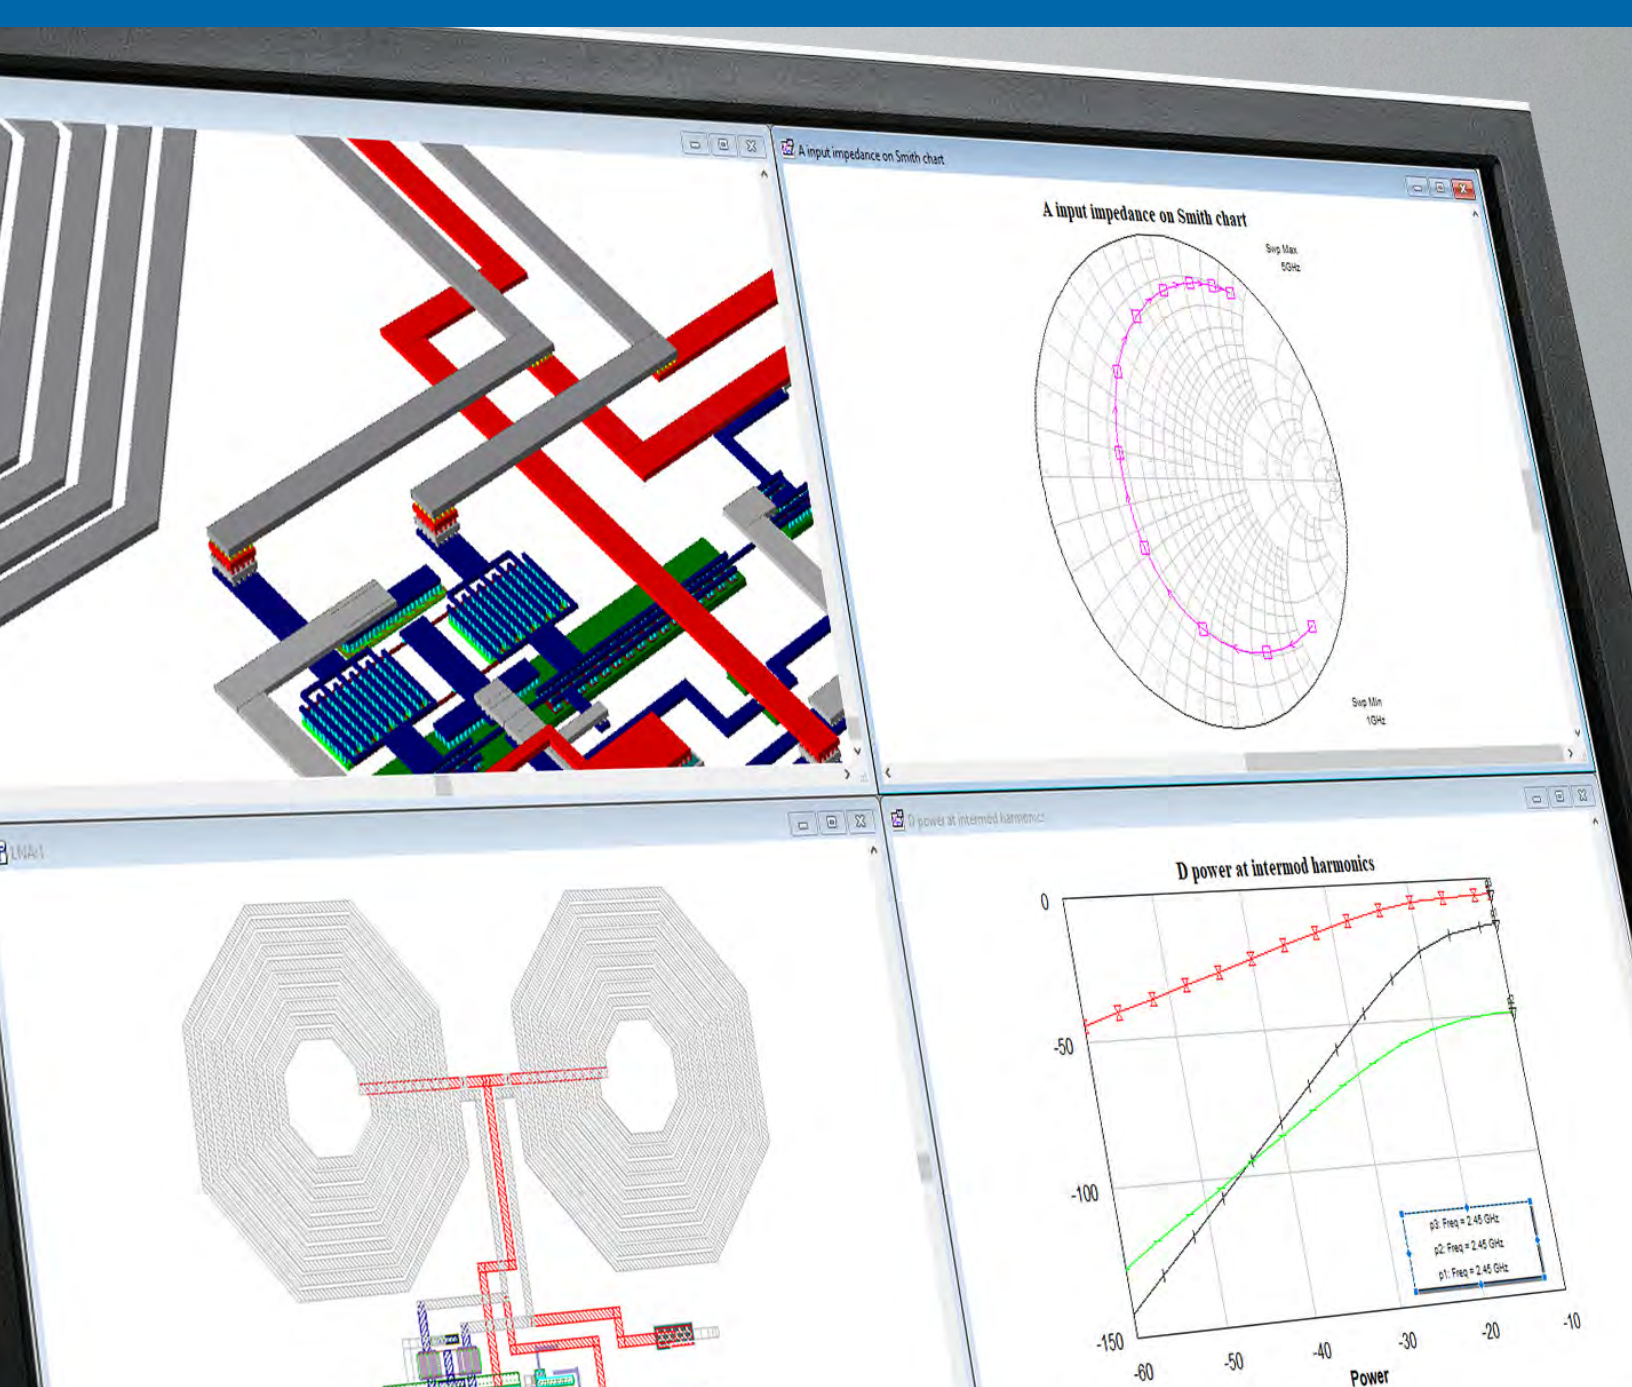 A input impedance on Smith chart
A input impedance on Smith chart
Swp Max
5GHz
Swp Min
1GHz
D power at intermod harmonics
D power at intermod harmonics
0
-50
-100
-150
p3: Freq = 2.45 GHz
p2: Freq = 2.45 GHz
p1: Freq = 2.45 GHz
-60
-50
-40
-30
-20
-10
Power